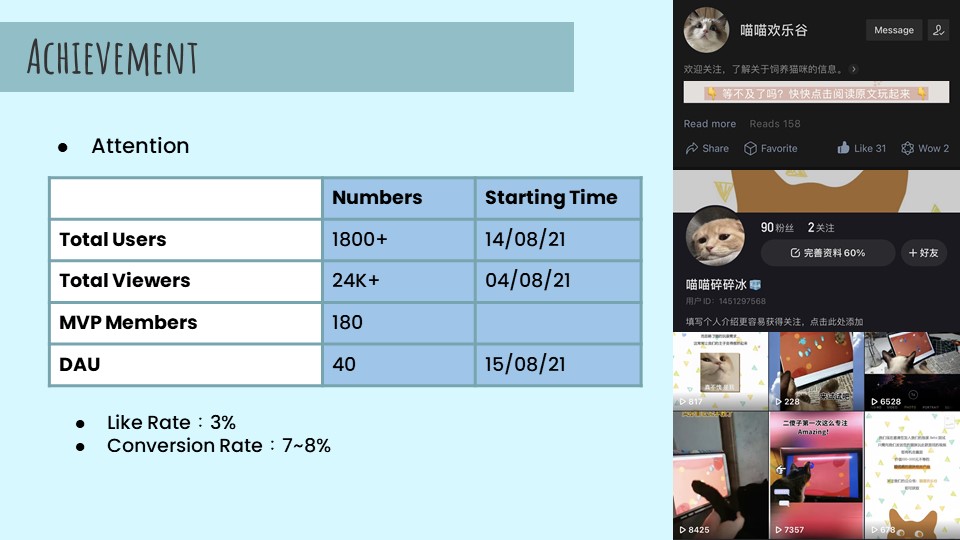 ACHIEVEMENT
● Attention
Numbers Starting Time
Total Users 1800+ 14/08/21
Total Viewers 24K+ 04/08/21
MVP Members 180
DAU 40 15/08/21
● Like Rate：3%
● Conversion Rate：7~8%
喵喵欢乐谷 Message
欢迎关注，了解关于饲养猫咪的信息。
等不及了吗？快快点击阅读原文玩起来
Read more Reads 158
Share Favorite Like 31 Wow 2
90粉丝 2关注
完善资料 60% +好友
喵喵碎碎冰
用户 ID：1451297568
填写个人介绍更容易获得关注，点击此处添加
817
228
6528
二傻子第一次这么专注
Amazing!
8425
7357
678